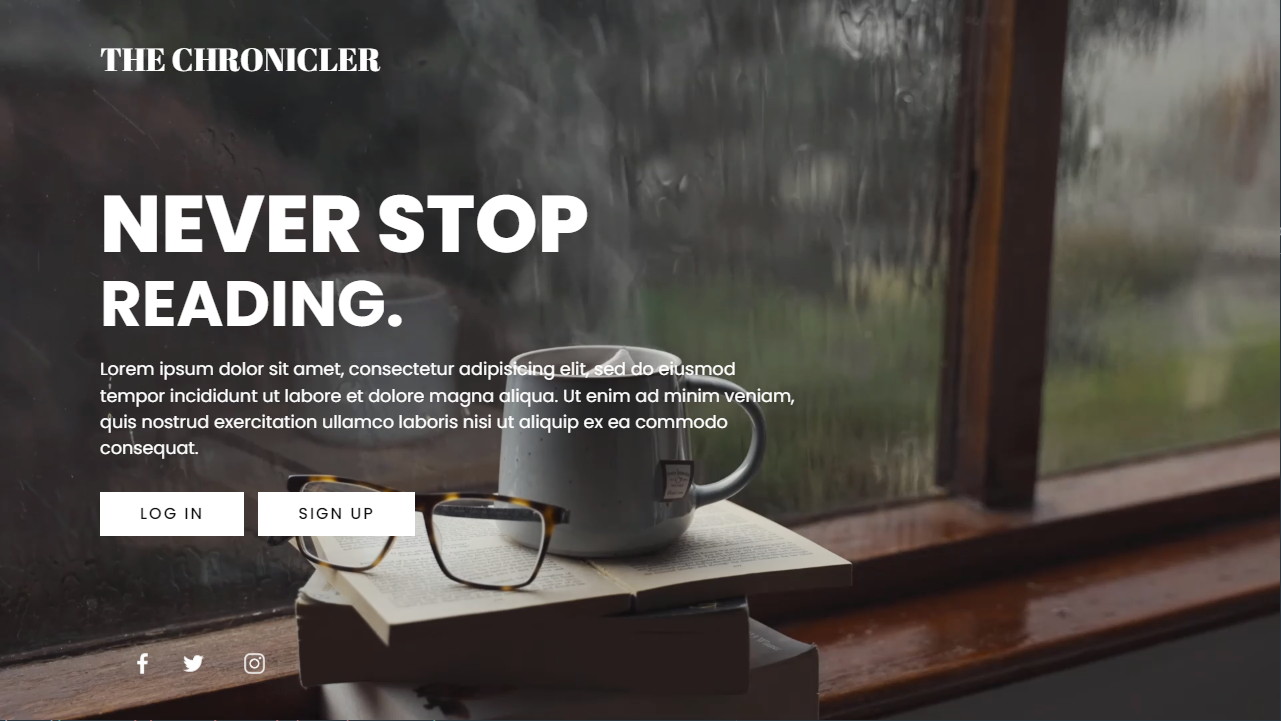 THE CHRONICLER
NEVER STOP
READING.
Lorem ipsum dolor sit amet, consectetur adipisicing elit, sed do eiusmod
tempor incididunt ut labore et dolore magna aliqua. Ut enim ad minim veniam,
quis nostrud exercitation ullamco laboris nisi ut aliquip ex ea commodo
consequat.
LOG IN SIGN UP